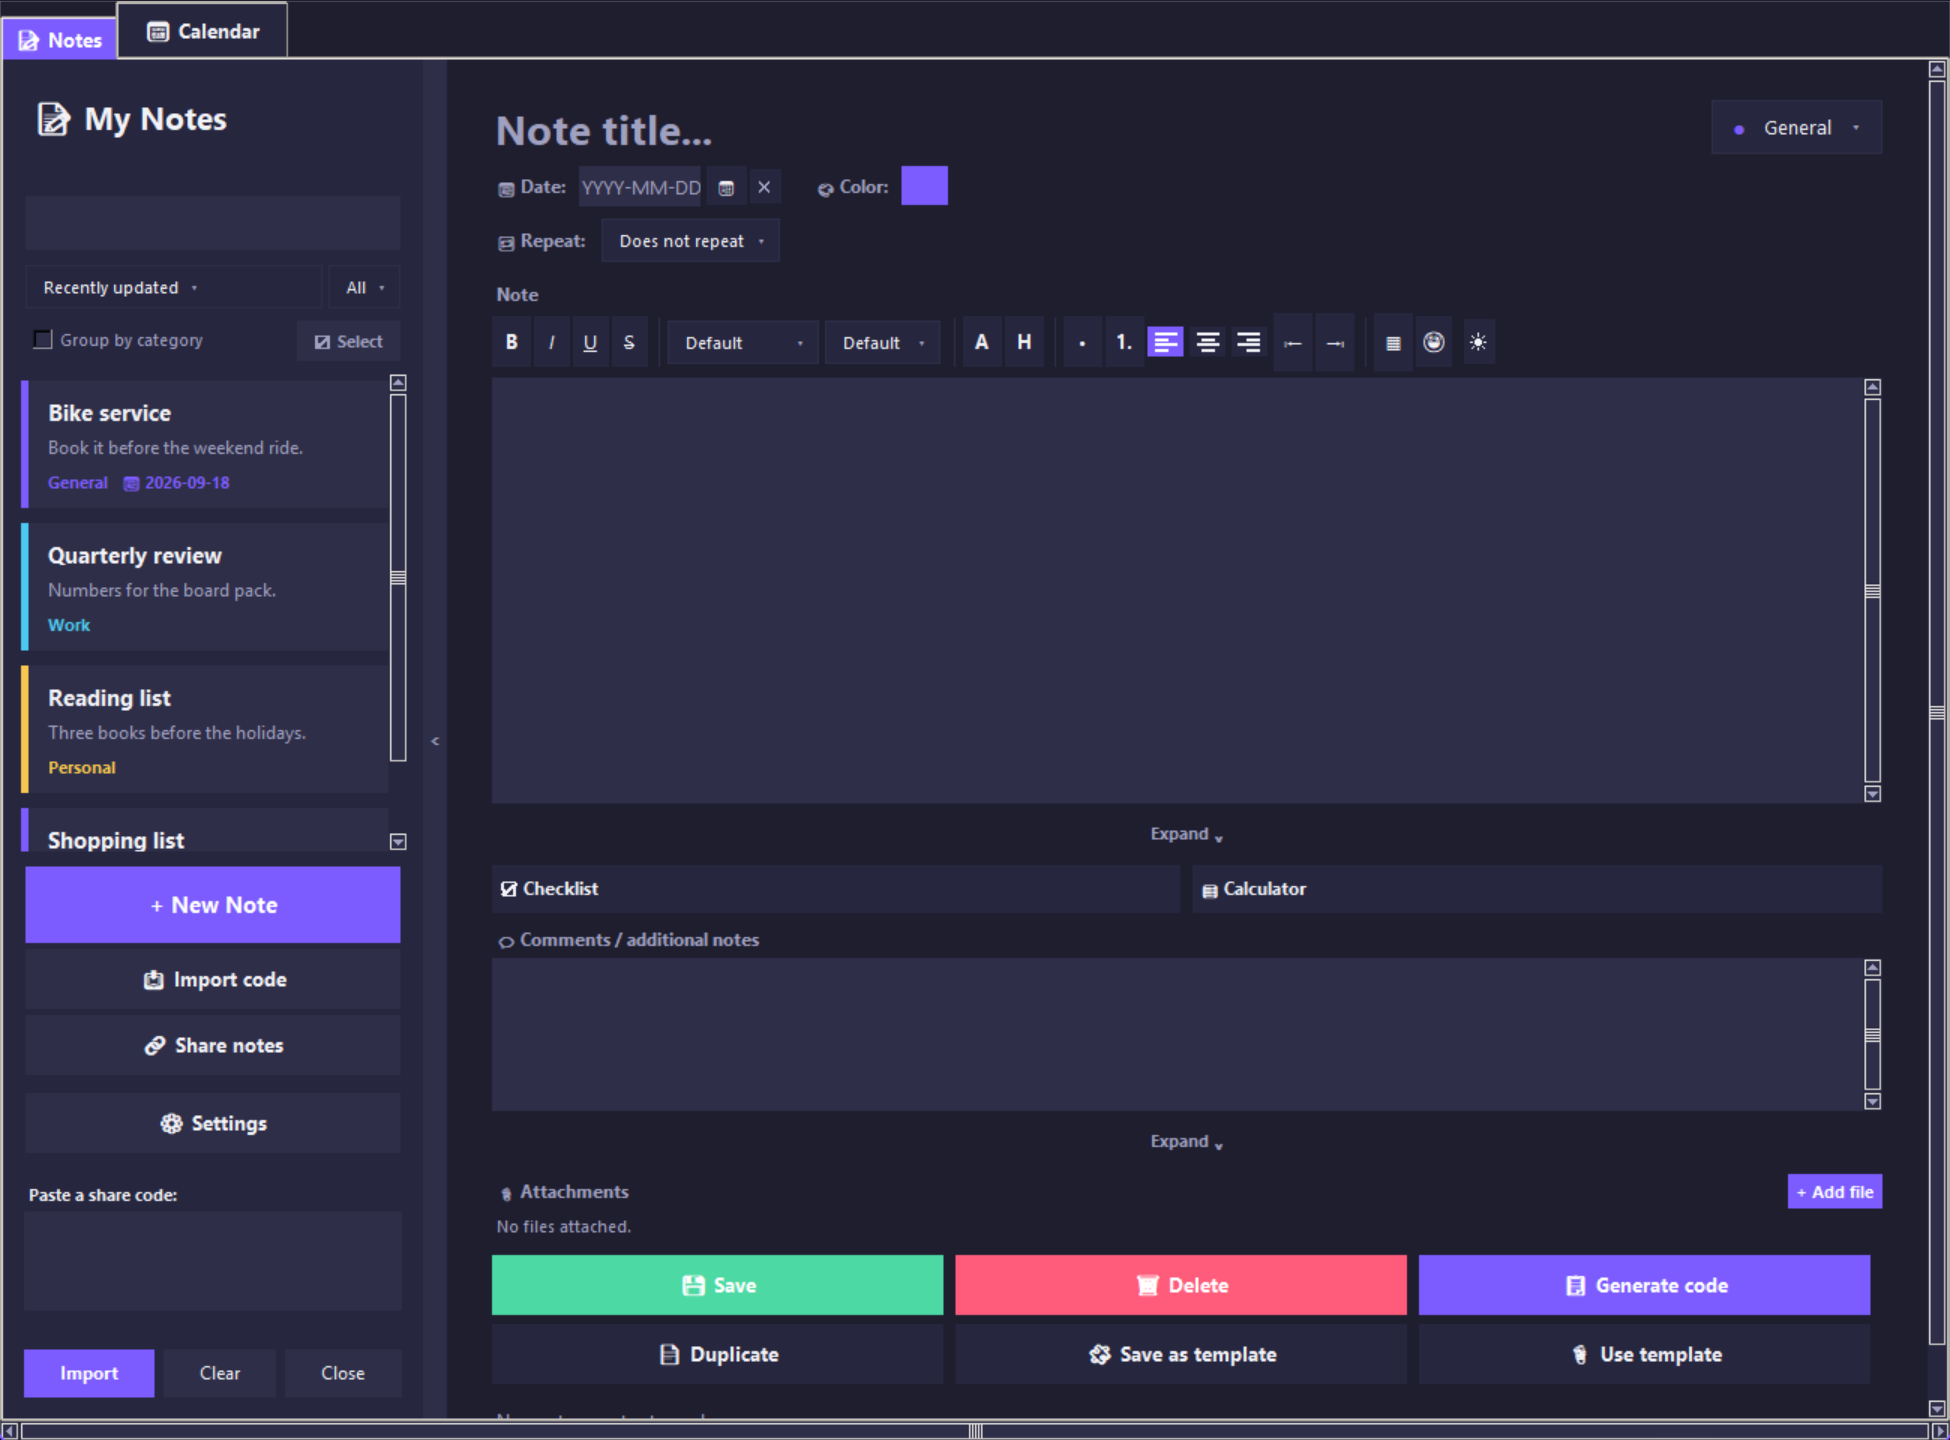 Notes
Calendar
My Notes
Recently updated
All
Group by category
Select
Bike service
Book it before the weekend ride.
General 2026-09-18
Quarterly review
Numbers for the board pack.
Work
Reading list
Three books before the holidays.
Personal
Shopping list
+ New Note
Import code
Share notes
Settings
Paste a share code:
Import
Clear
Close
<
Note title...
General
Date: YYYY-MM-DD
Color:
Repeat: Does not repeat
Note
B I U S Default Default A H • 1.
Expand
Checklist
Calculator
Comments / additional notes
Expand
Attachments
+ Add file
No files attached.
Save
Delete
Generate code
Duplicate
Save as template
Use template